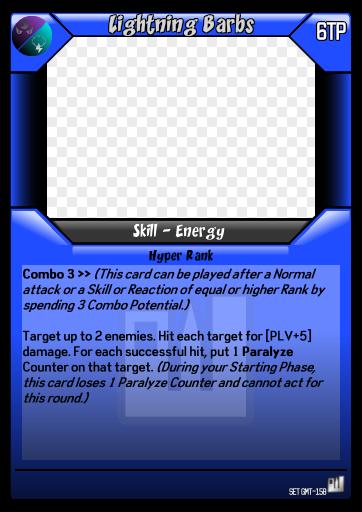 Lightning Barbs
6TP
Skill - Energy
Hyper Rank
Combo 3 >> (This card can be played after a Normal
attack or a Skill or Reaction of equal or higher Rank by
spending 3 Combo Potential.)
Target up to 2 enemies. Hit each target for [PLV+5]
damage. For each successful hit, put 1 Paralyze
Counter on that target. (During your Starting Phase,
this card loses 1 Paralyze Counter and cannot act for
this round.)
SET GMT-158